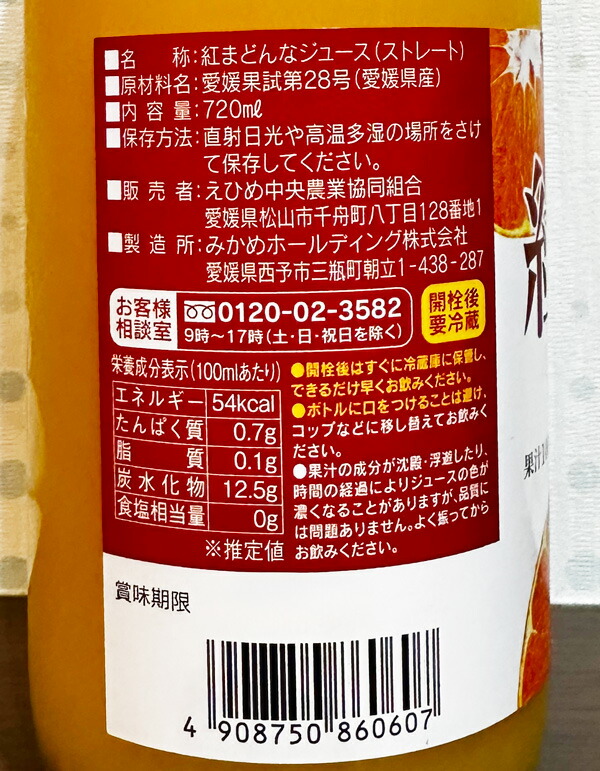 ■名　　称:紅まどんなジュース(ストレート)
■原材料名:愛媛果試第28号(愛媛県産)
■内容量:720mℓ
■保存方法:直射日光や高温多湿の場所をさけ
て保存してください。
■販売者:えひめ中央農業協同組合
愛媛県松山市千舟町八丁目128番地1
■製造所:みかめホールディング株式会社
愛媛県西予市三瓶町朝立1-438-287
お客様
相談室
0120-02-3582
9時～17時(土・日・祝日を除く)
開栓後
要冷蔵
栄養成分表示(100mlあたり)
エネルギー 54kcal
たんぱく質 0.7g
脂　　質 0.1g
炭水化物 12.5g
食塩相当量 0g
※推定値
●開栓後はすぐに冷蔵庫に保管し、
できるだけ早くお飲みください。
●ボトルに口をつけることは避け、
コップなどに移し替えてお飲みく
ださい。
●果汁の成分が沈殿・浮遊したり、
時間の経過によりジュースの色が
濃くなることがありますが、品質に
は問題ありません。よく振ってから
お飲みください。
賞味期限
4 908750 860607
果汁1